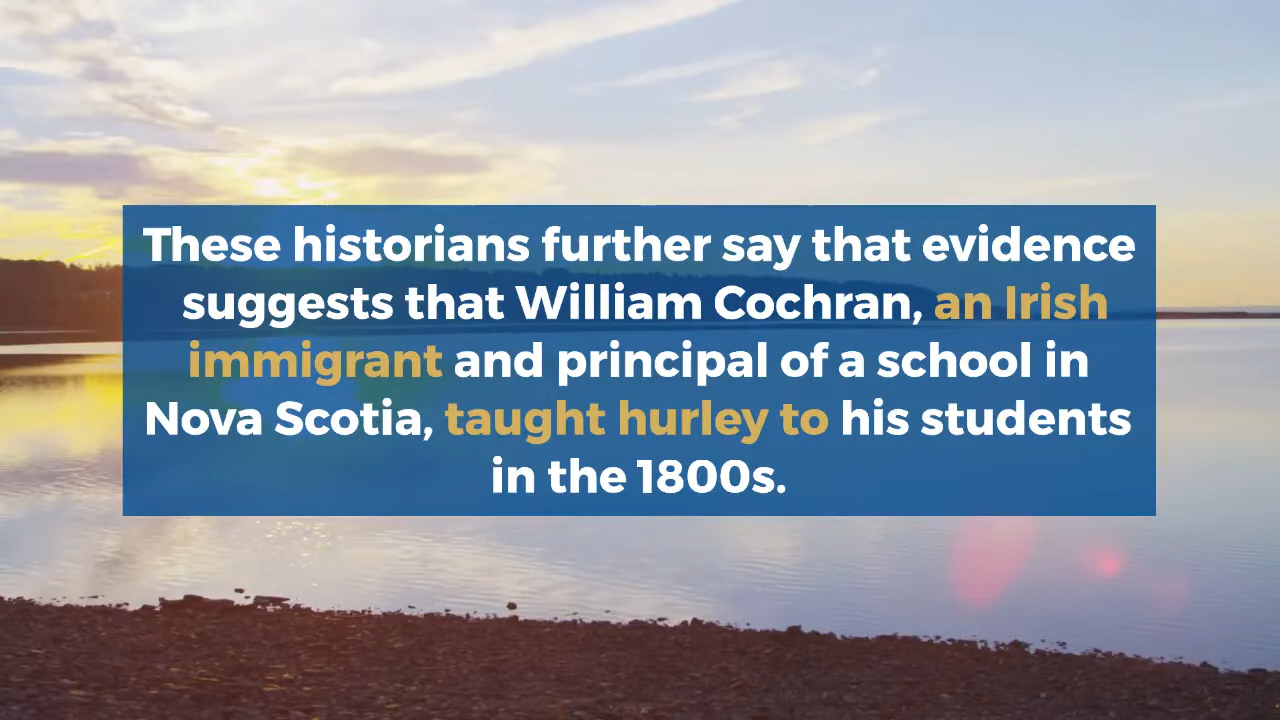 These historians further say that evidence
suggests that William Cochran, an Irish
immigrant and principal of a school in
Nova Scotia, taught hurley to his students
in the 1800s.